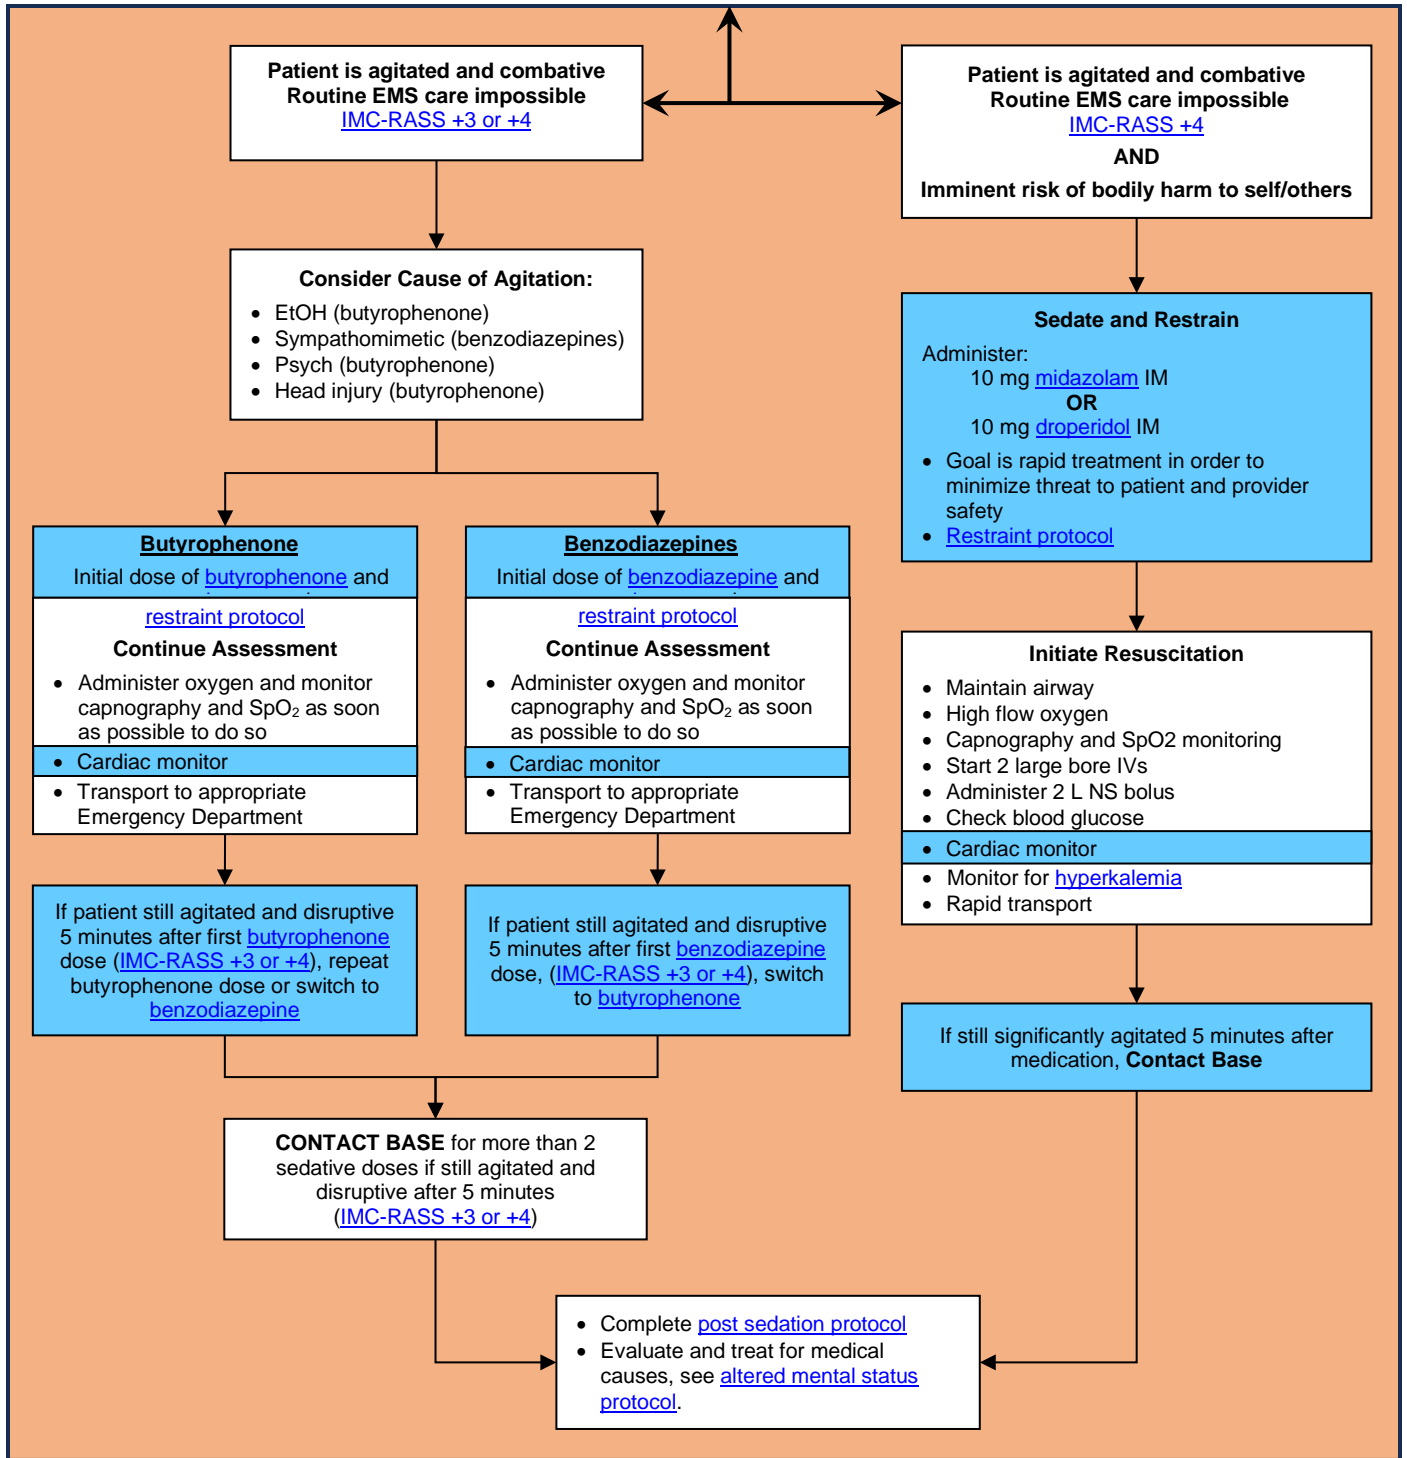 Patient is agitated and combative
Routine EMS care impossible
IMC-RASS +3 or +4
Consider Cause of Agitation:
• EtOH (butyrophenone)
• Sympathomimetic (benzodiazepines)
• Psych (butyrophenone)
• Head injury (butyrophenone)
Butyrophenone
Initial dose of butyrophenone and
restraint protocol
Continue Assessment
• Administer oxygen and monitor
capnography and SpO2 as soon
as possible to do so
• Cardiac monitor
• Transport to appropriate
Emergency Department
If patient still agitated and disruptive
5 minutes after first butyrophenone
dose (IMC-RASS +3 or +4), repeat
butyrophenone dose or switch to
benzodiazepine
Benzodiazepines
Initial dose of benzodiazepine and
restraint protocol
Continue Assessment
• Administer oxygen and monitor
capnography and SpO2 as soon
as possible to do so
• Cardiac monitor
• Transport to appropriate
Emergency Department
If patient still agitated and disruptive
5 minutes after first benzodiazepine
dose, (IMC-RASS +3 or +4), switch
to butyrophenone
CONTACT BASE for more than 2
sedative doses if still agitated and
disruptive after 5 minutes
(IMC-RASS +3 or +4)
Patient is agitated and combative
Routine EMS care impossible
IMC-RASS +4
AND
Imminent risk of bodily harm to self/others
Sedate and Restrain
Administer:
10 mg midazolam IM
OR
10 mg droperidol IM
• Goal is rapid treatment in order to
minimize threat to patient and provider
safety
• Restraint protocol
Initiate Resuscitation
• Maintain airway
• High flow oxygen
• Capnography and SpO2 monitoring
• Start 2 large bore IVs
• Administer 2 L NS bolus
• Check blood glucose
• Cardiac monitor
• Monitor for hyperkalemia
• Rapid transport
If still significantly agitated 5 minutes after
medication, Contact Base
• Complete post sedation protocol
• Evaluate and treat for medical
causes, see altered mental status
protocol.